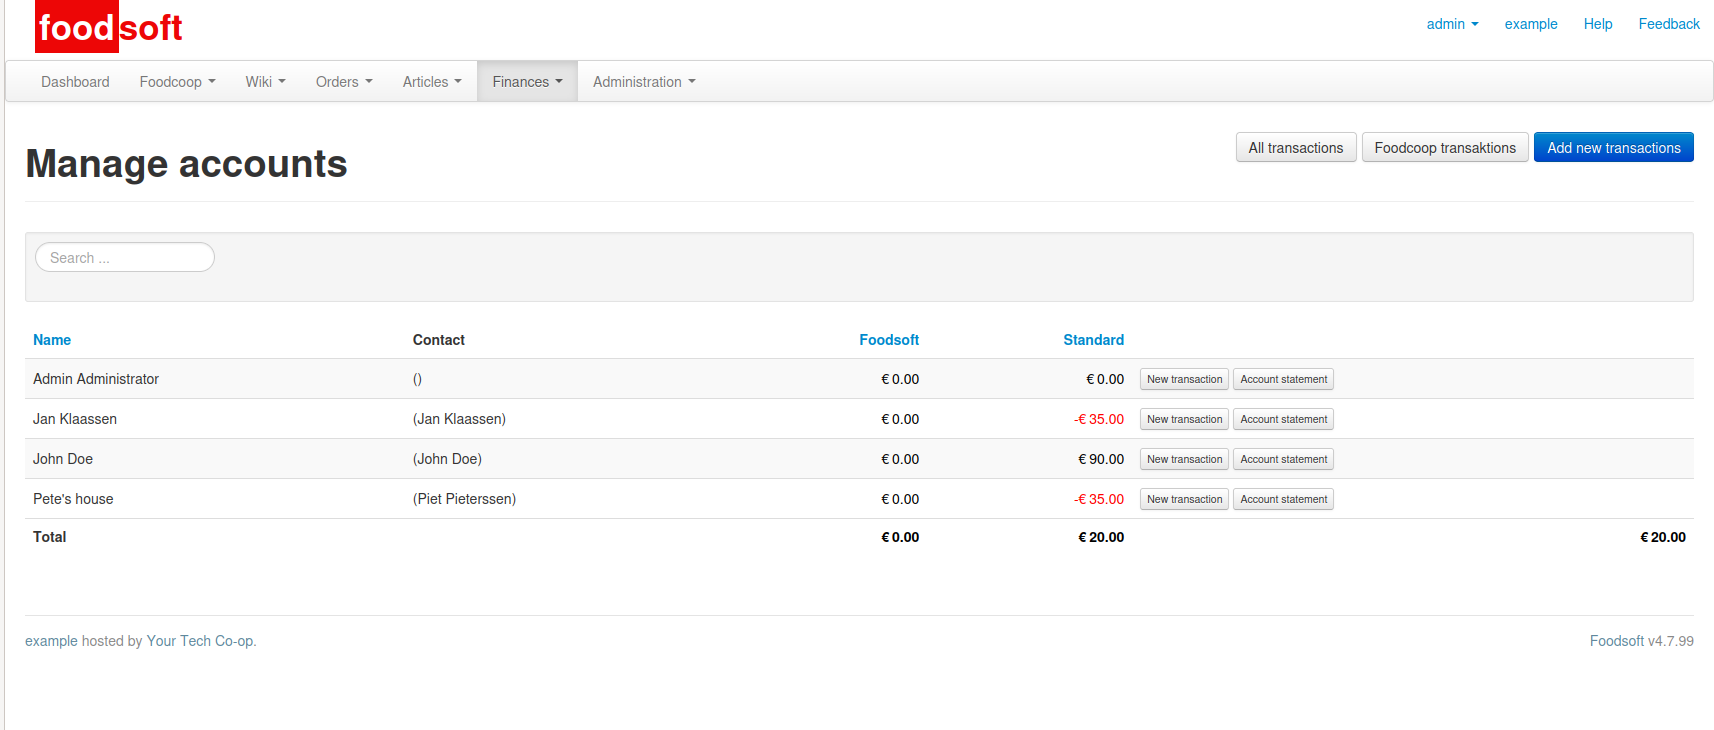 foodsoft
admin example Help Feedback
Dashboard Foodcoop Wiki Orders Articles Finances Administration
Manage accounts
All transactions Foodcoop transaktions Add new transactions
Search ...
Name Contact Foodsoft Standard
Admin Administrator () € 0.00 € 0.00 New transaction Account statement
Jan Klaassen (Jan Klaassen) € 0.00 -€ 35.00 New transaction Account statement
John Doe (John Doe) € 0.00 € 90.00 New transaction Account statement
Pete's house (Piet Pieterssen) € 0.00 -€ 35.00 New transaction Account statement
Total € 0.00 € 20.00 € 20.00
example hosted by Your Tech Co-op. Foodsoft v4.7.99